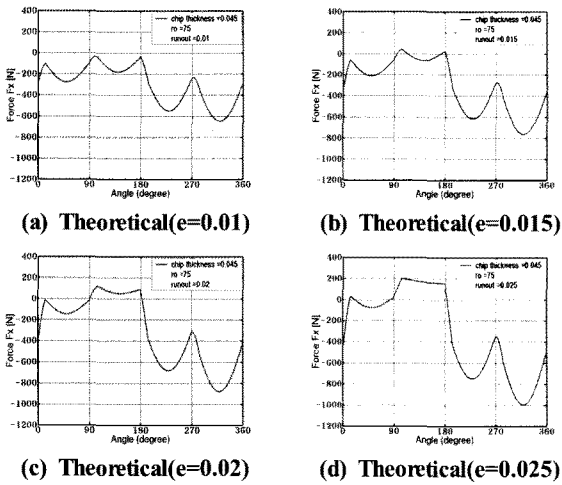 400
200
0
-200
-400
-600
-800
-1000
-1200
Force Fx [N]
chip thickness =0.045
ro =75
runout =0.01
0 90 180 270 360
Angle (degree)
(a) Theoretical(e=0.01)
400
200
0
-200
-400
-600
-800
-1000
-1200
Force Fx [N]
chip thickness =0.045
ro =75
runout =0.015
0 90 180 270 360
Angle (degree)
(b) Theoretical(e=0.015)
400
200
0
-200
-400
-600
-800
-1000
-1200
Force Fx [N]
chip thickness =0.045
ro =75
runout =0.02
0 90 180 270 360
Angle (degree)
(c) Theoretical(e=0.02)
400
200
0
-200
-400
-600
-800
-1000
-1200
Force Fx [N]
chip thickness =0.045
ro =75
runout =0.025
0 90 180 270 360
Angle (degree)
(d) Theoretical(e=0.025)